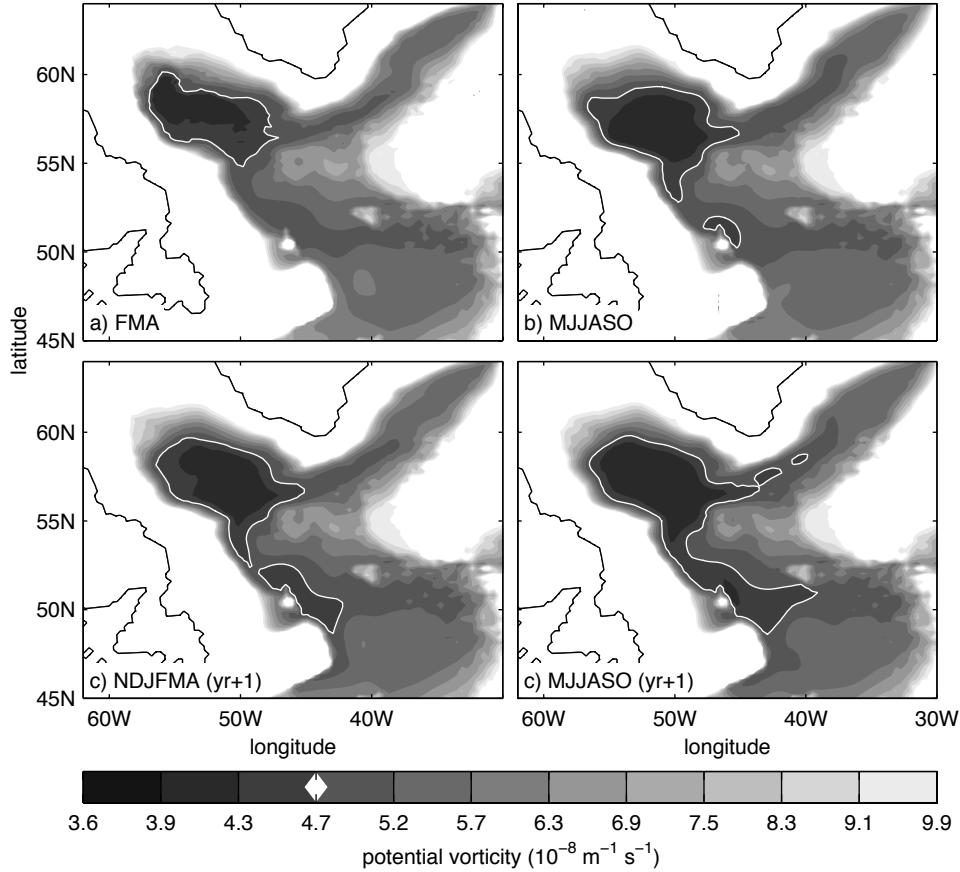 60N
55N
50N
45N
latitude
a) FMA
b) MJJASO
60N
55N
50N
45N
c) NDJFMA (yr+1)
c) MJJASO (yr+1)
60W 50W 40W
60W 50W 40W 30W
longitude
longitude
3.6 3.9 4.3 4.7 5.2 5.7 6.3 6.9 7.5 8.3 9.1 9.9
potential vorticity (10⁻⁸ m⁻¹ s⁻¹)